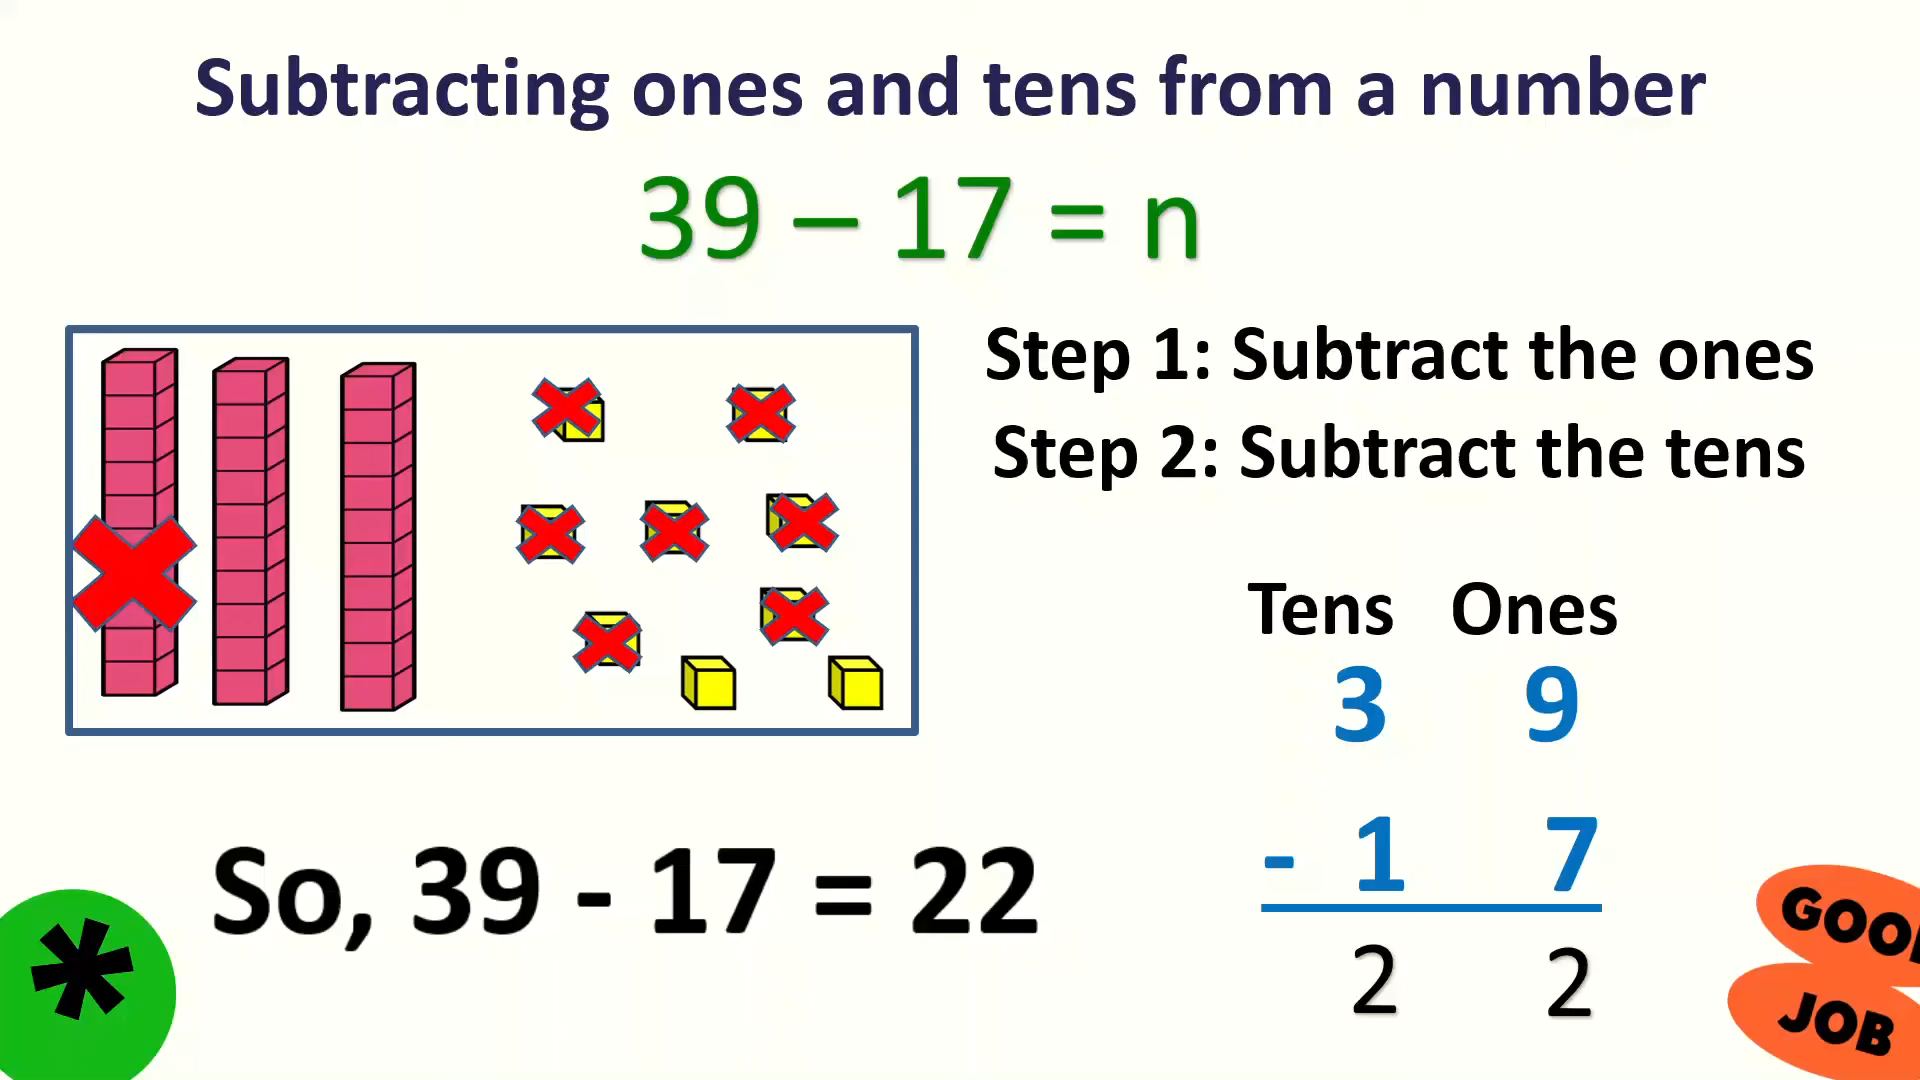 Subtracting ones and tens from a number
39 – 17 = n
Step 1: Subtract the ones
Step 2: Subtract the tens
Tens Ones
3 9
- 1 7
2 2
So, 39 - 17 = 22
*
GOO
JOB